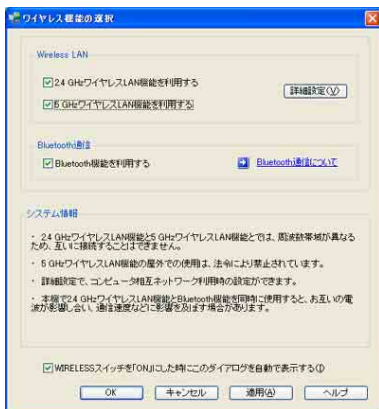 ワイヤレス機能の選択
Wireless LAN
2.4 GHzワイヤレスLAN機能を利用する
詳細設定(V)
5 GHzワイヤレスLAN機能を利用する
Bluetooth通信
Bluetooth機能を利用する
Bluetooth通信について
システム情報
・ 2.4 GHzワイヤレスLAN機能と5 GHzワイヤレスLAN機能とでは、周波数帯域が異なる
ため、互いに接続することはできません。
・ 5 GHzワイヤレスLAN機能の屋外での使用は、法令により禁止されています。
・ 詳細設定で、コンピュータ相互ネットワーク利用時の設定ができます。
・ 本機で2.4 GHzワイヤレスLAN機能とBluetooth機能を同時に使用すると、お互いの電
波が影響し合い、通信速度などに影響を及ぼす場合があります。
WIRELESSスイッチを「ON」にした時にこのダイアログを自動で表示する(I)
OK キャンセル 適用(A) ヘルプ